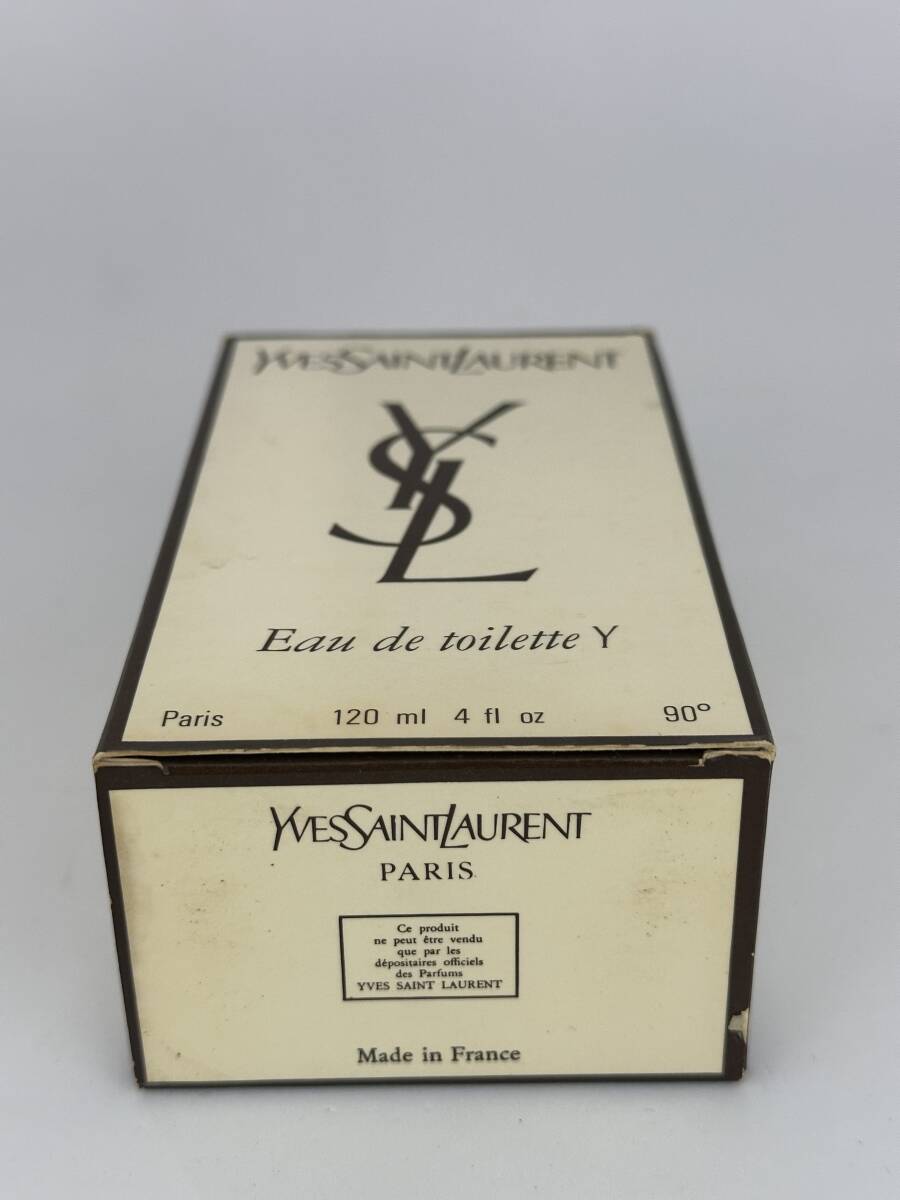 YVESSAINTLAURENT
YSL
Eau de toilette Y
Paris 120 ml 4 fl oz 90°
YVESSAINTLAURENT
PARIS
Ce produit
ne peut être vendu
que par les
dépositaires officiels
des Parfums
YVES SAINT LAURENT
Made in France